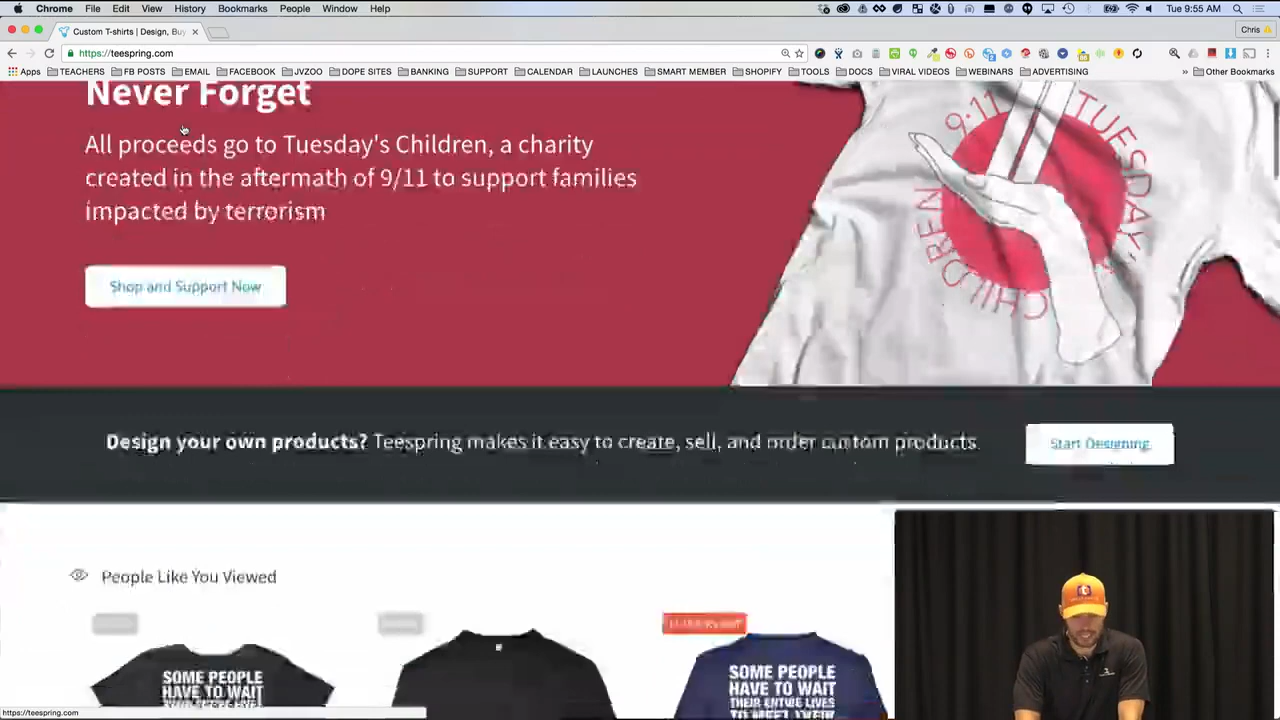 Chrome File Edit View History Bookmarks People Window Help Tue 9:55 AM
Custom T-shirts | Design, Buy Chris
https://teespring.com
Apps TEACHERS FB POSTS EMAIL FACEBOOK JVZOO DOPE SITES BANKING SUPPORT CALENDAR LAUNCHES SMART MEMBER SHOPIFY TOOLS DOCS VIRAL VIDEOS WEBINARS ADVERTISING » Other Bookmarks
Never Forget
All proceeds go to Tuesday's Children, a charity
created in the aftermath of 9/11 to support families
impacted by terrorism
Shop and Support Now
9·11 TUESDAY'S CHILDREN
Design your own products? Teespring makes it easy to create, sell, and order custom products.
Start Designing
People Like You Viewed
SOME PEOPLE
HAVE TO WAIT
SOME PEOPLE
HAVE TO WAIT
THEIR ENTIRE LIVES
https://teespring.com